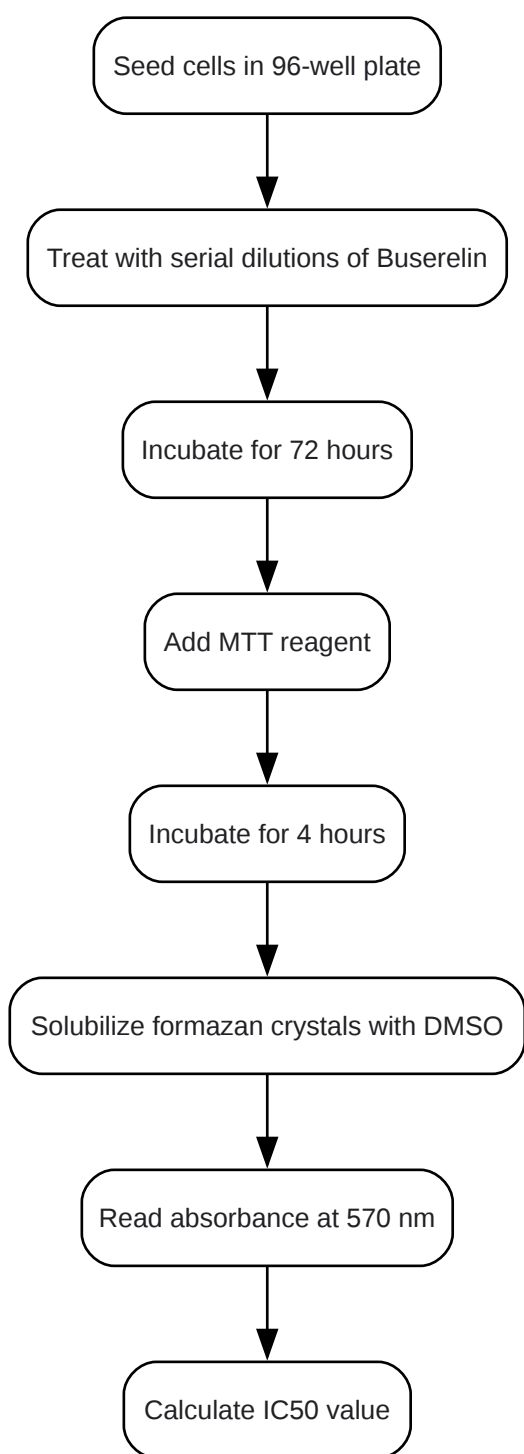 Seed cells in 96-well plate
Treat with serial dilutions of Buserelin
Incubate for 72 hours
Add MTT reagent
Incubate for 4 hours
Solubilize formazan crystals with DMSO
Read absorbance at 570 nm
Calculate IC50 value